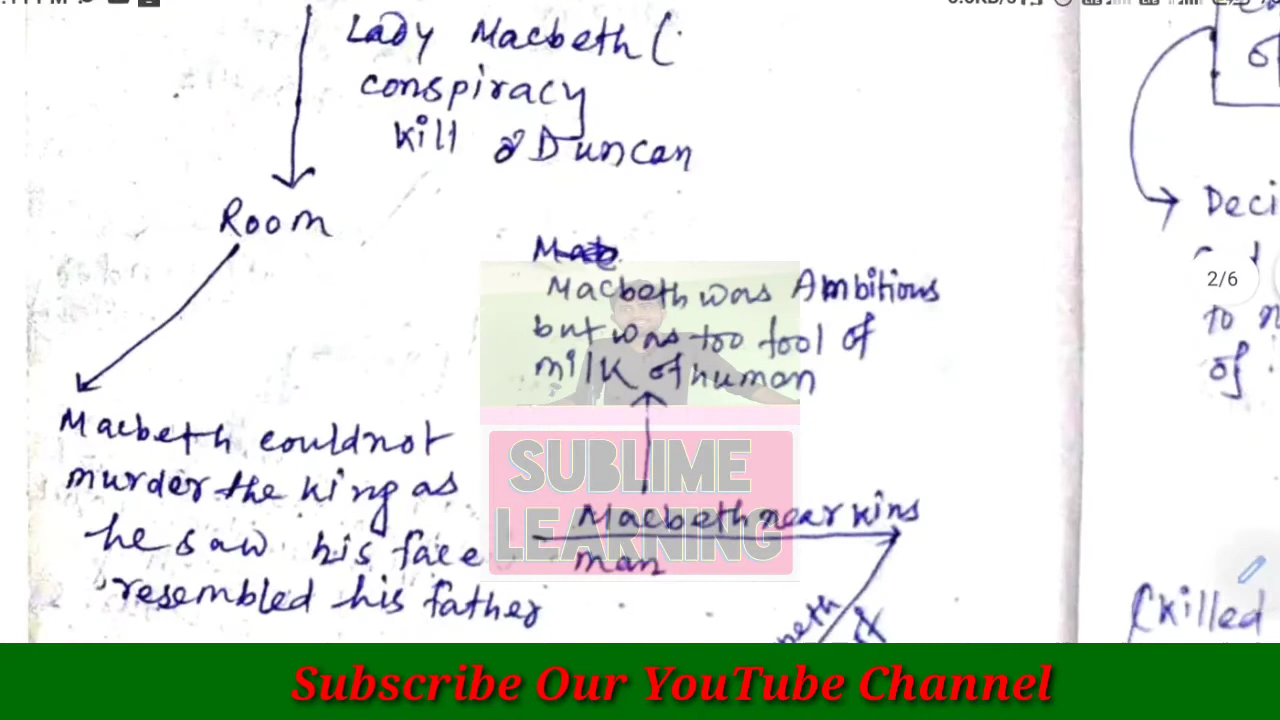 Lady Macbeth (
conspiracy
kill of Duncan
Room
Macbeth was Ambitious
but was too fool of
milk of human
2/6
Deci
to
of
Macbeth couldnot
murder the king as
he saw his face
resembled his father
SUBLIME
LEARNING
Macbeth near kins
man
(killed
Subscribe Our YouTube Channel